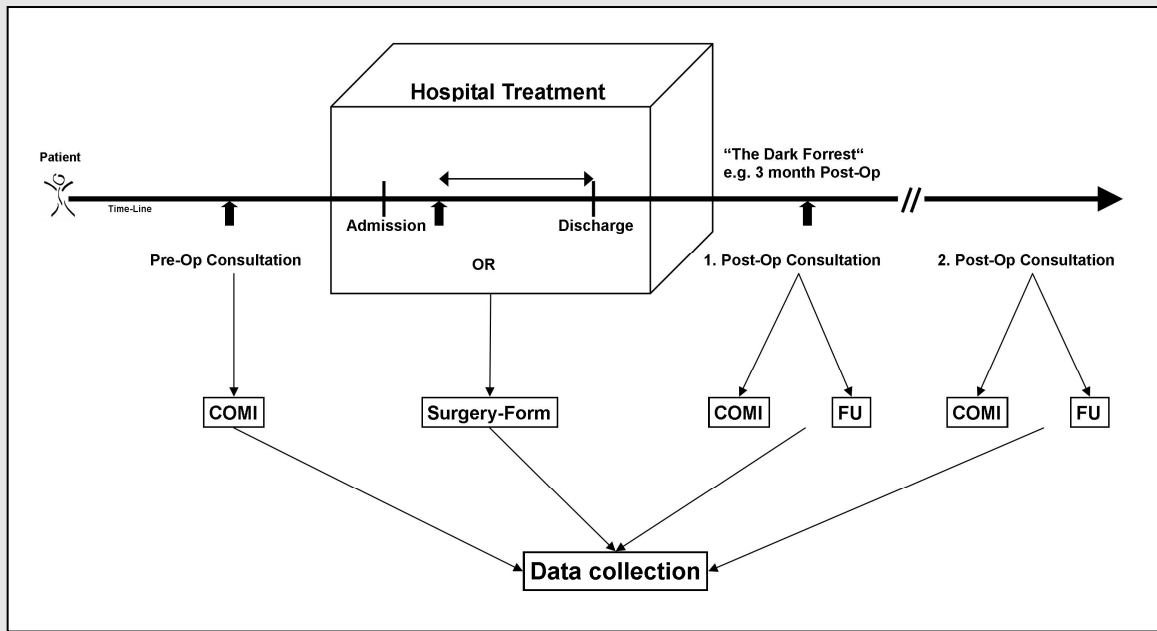 Hospital Treatment
Patient
"The Dark Forrest"
e.g. 3 month Post-Op
Time-Line
Admission
Discharge
Pre-Op Consultation
OR
1. Post-Op Consultation
2. Post-Op Consultation
COMI
Surgery-Form
COMI
FU
COMI
FU
Data collection